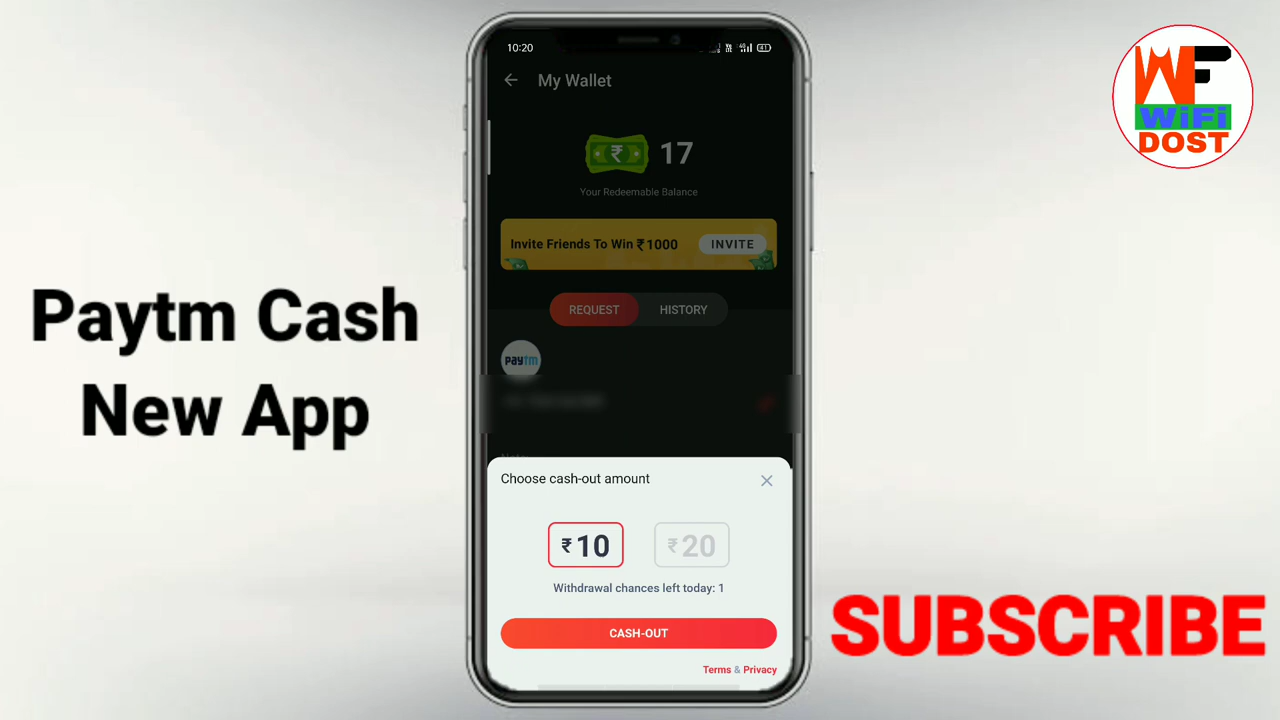 Paytm Cash
New App
10:20
My Wallet
₹ 17
Your Redeemable Balance
Invite Friends To Win ₹1000 INVITE
REQUEST HISTORY
paytm
Choose cash-out amount
₹10 ₹20
Withdrawal chances left today: 1
CASH-OUT
Terms & Privacy
WF
WiFi
DOST
SUBSCRIBE